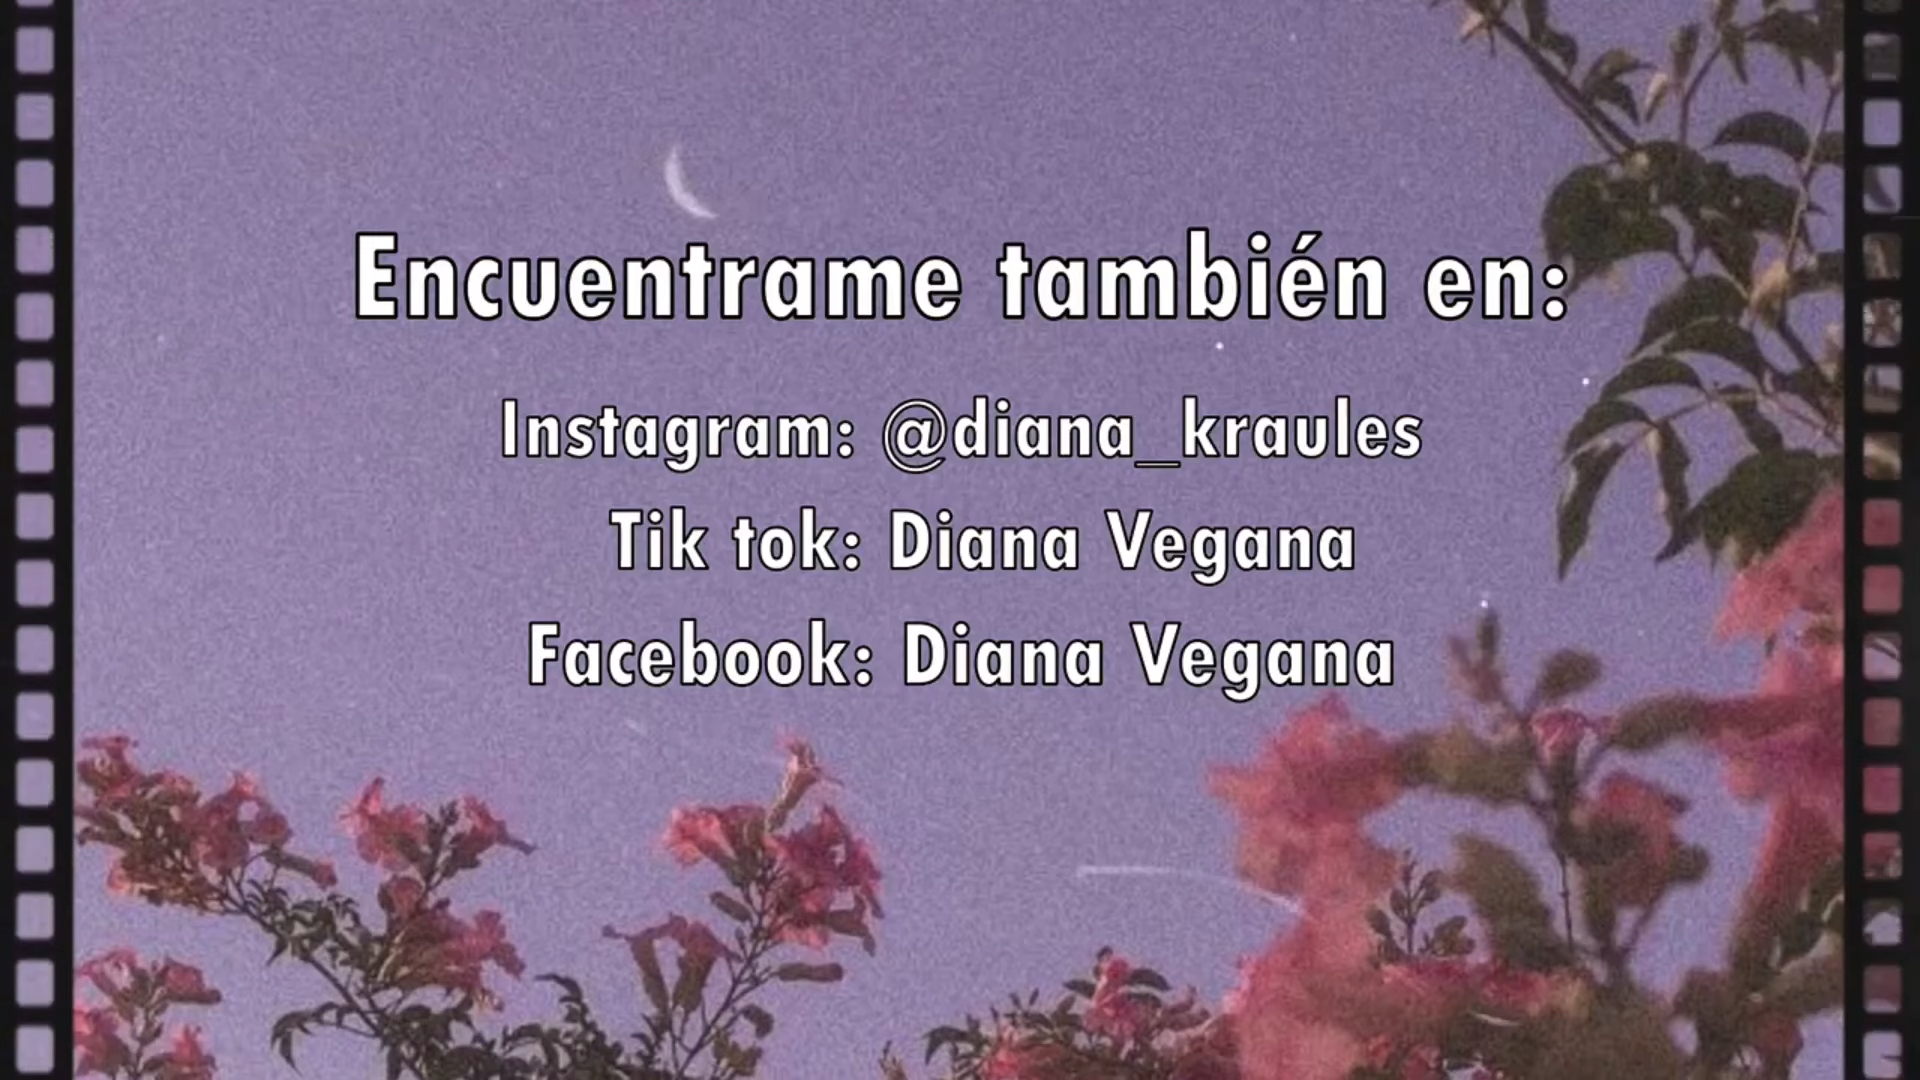 Encuentrame también en:
Instagram: @diana_kraules
Tik tok: Diana Vegana
Facebook: Diana Vegana